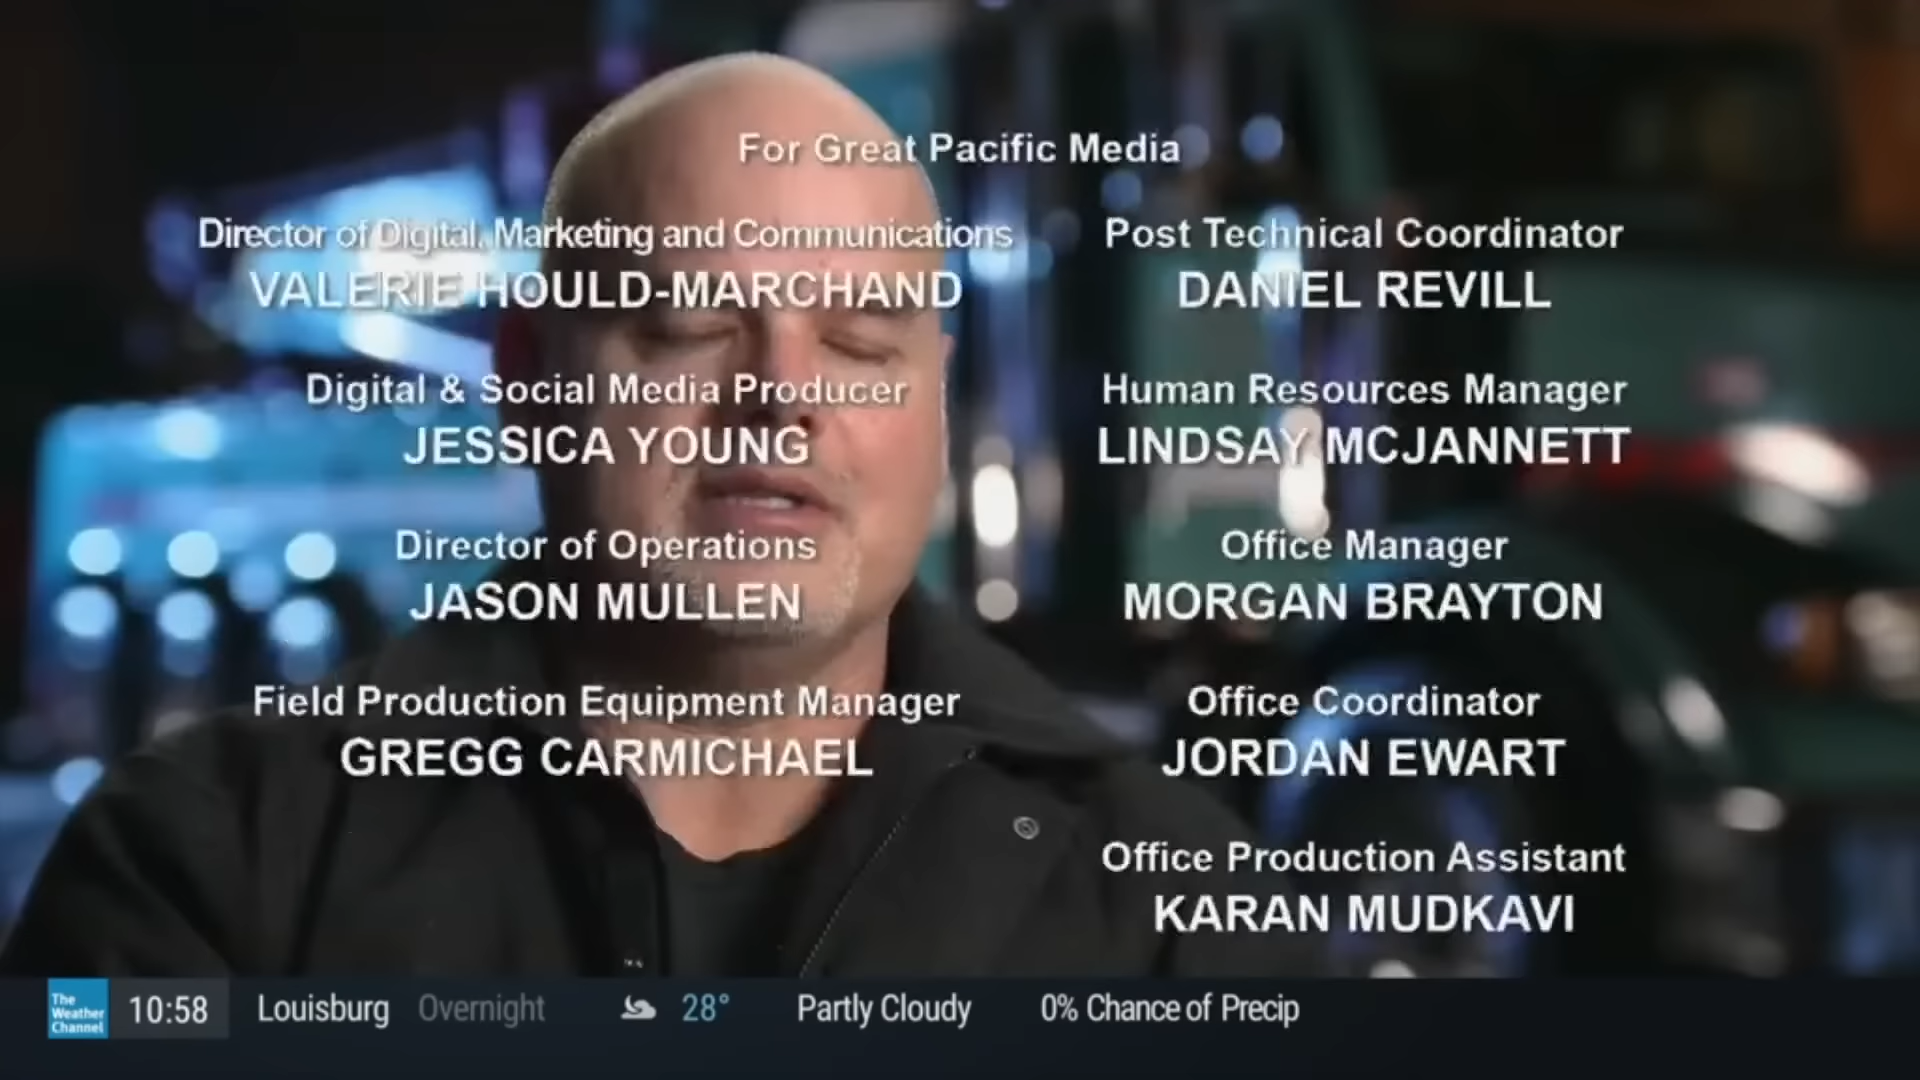 For Great Pacific Media
Director of Digital, Marketing and Communications
VALERIE HOULD-MARCHAND
Digital & Social Media Producer
JESSICA YOUNG
Director of Operations
JASON MULLEN
Field Production Equipment Manager
GREGG CARMICHAEL
Post Technical Coordinator
DANIEL REVILL
Human Resources Manager
LINDSAY MCJANNETT
Office Manager
MORGAN BRAYTON
Office Coordinator
JORDAN EWART
Office Production Assistant
KARAN MUDKAVI
The
Weather
Channel
10:58 Louisburg Overnight 28° Partly Cloudy 0% Chance of Precip